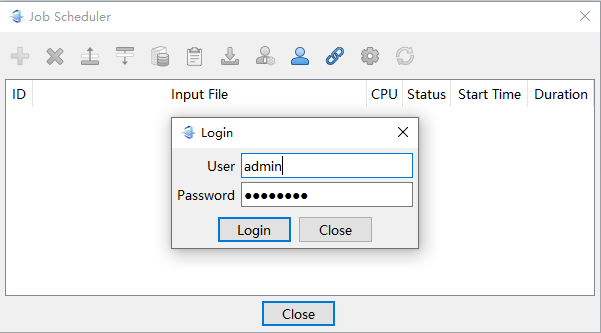 Job Scheduler
ID Input File CPU Status Start Time Duration
Login
User admin
Password ●●●●●●●●
Login Close
Close